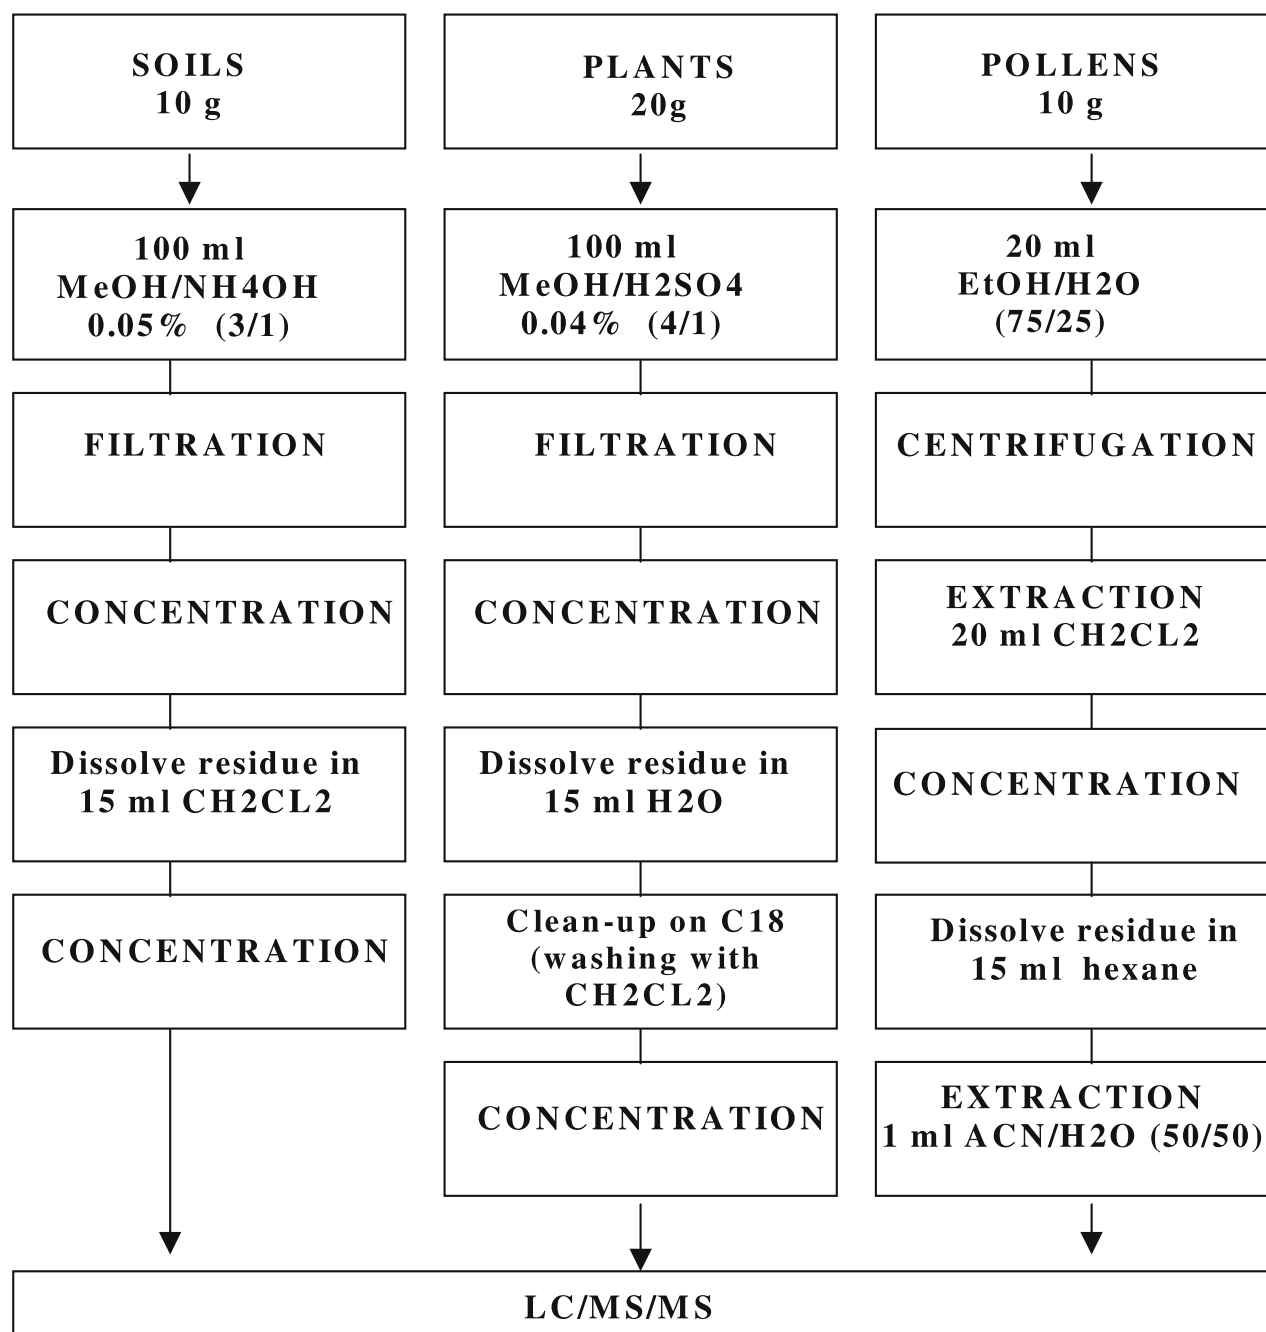 SOILS
10 g
100 ml
MeOH/NH4OH
0.05% (3/1)
FILTRATION
CONCENTRATION
Dissolve residue in
15 ml CH2CL2
CONCENTRATION
PLANTS
20g
100 ml
MeOH/H2SO4
0.04% (4/1)
FILTRATION
CONCENTRATION
Dissolve residue in
15 ml H2O
Clean-up on C18
(washing with
CH2CL2)
CONCENTRATION
POLLENS
10 g
20 ml
EtOH/H2O
(75/25)
CENTRIFUGATION
EXTRACTION
20 ml CH2CL2
CONCENTRATION
Dissolve residue in
15 ml hexane
EXTRACTION
1 ml ACN/H2O (50/50)
LC/MS/MS